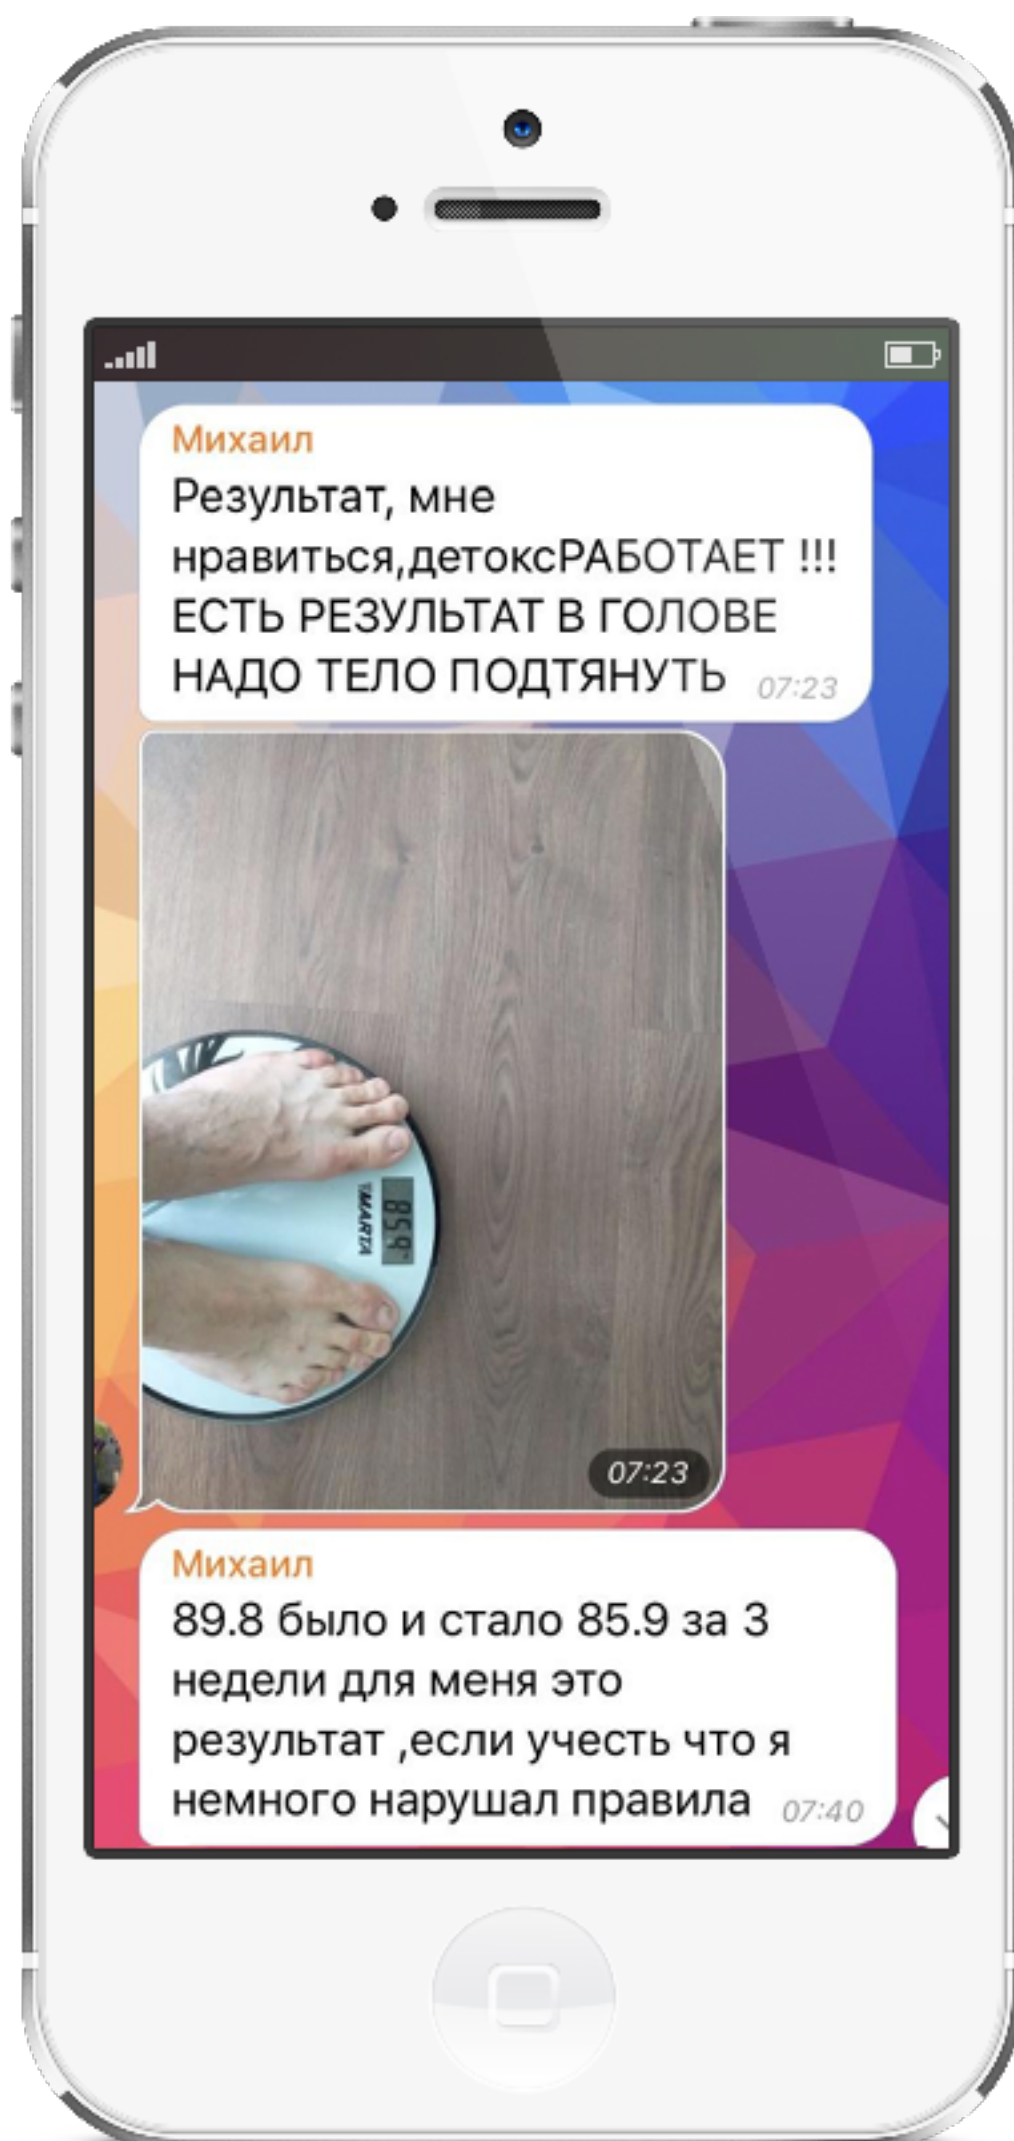 Михаил
Результат, мне
нравиться,детоксРАБОТАЕТ !!!
ЕСТЬ РЕЗУЛЬТАТ В ГОЛОВЕ
НАДО ТЕЛО ПОДТЯНУТЬ 07:23
MARTA
85.9
07:23
Михаил
89.8 было и стало 85.9 за 3
недели для меня это
результат ,если учесть что я
немного нарушал правила 07:40